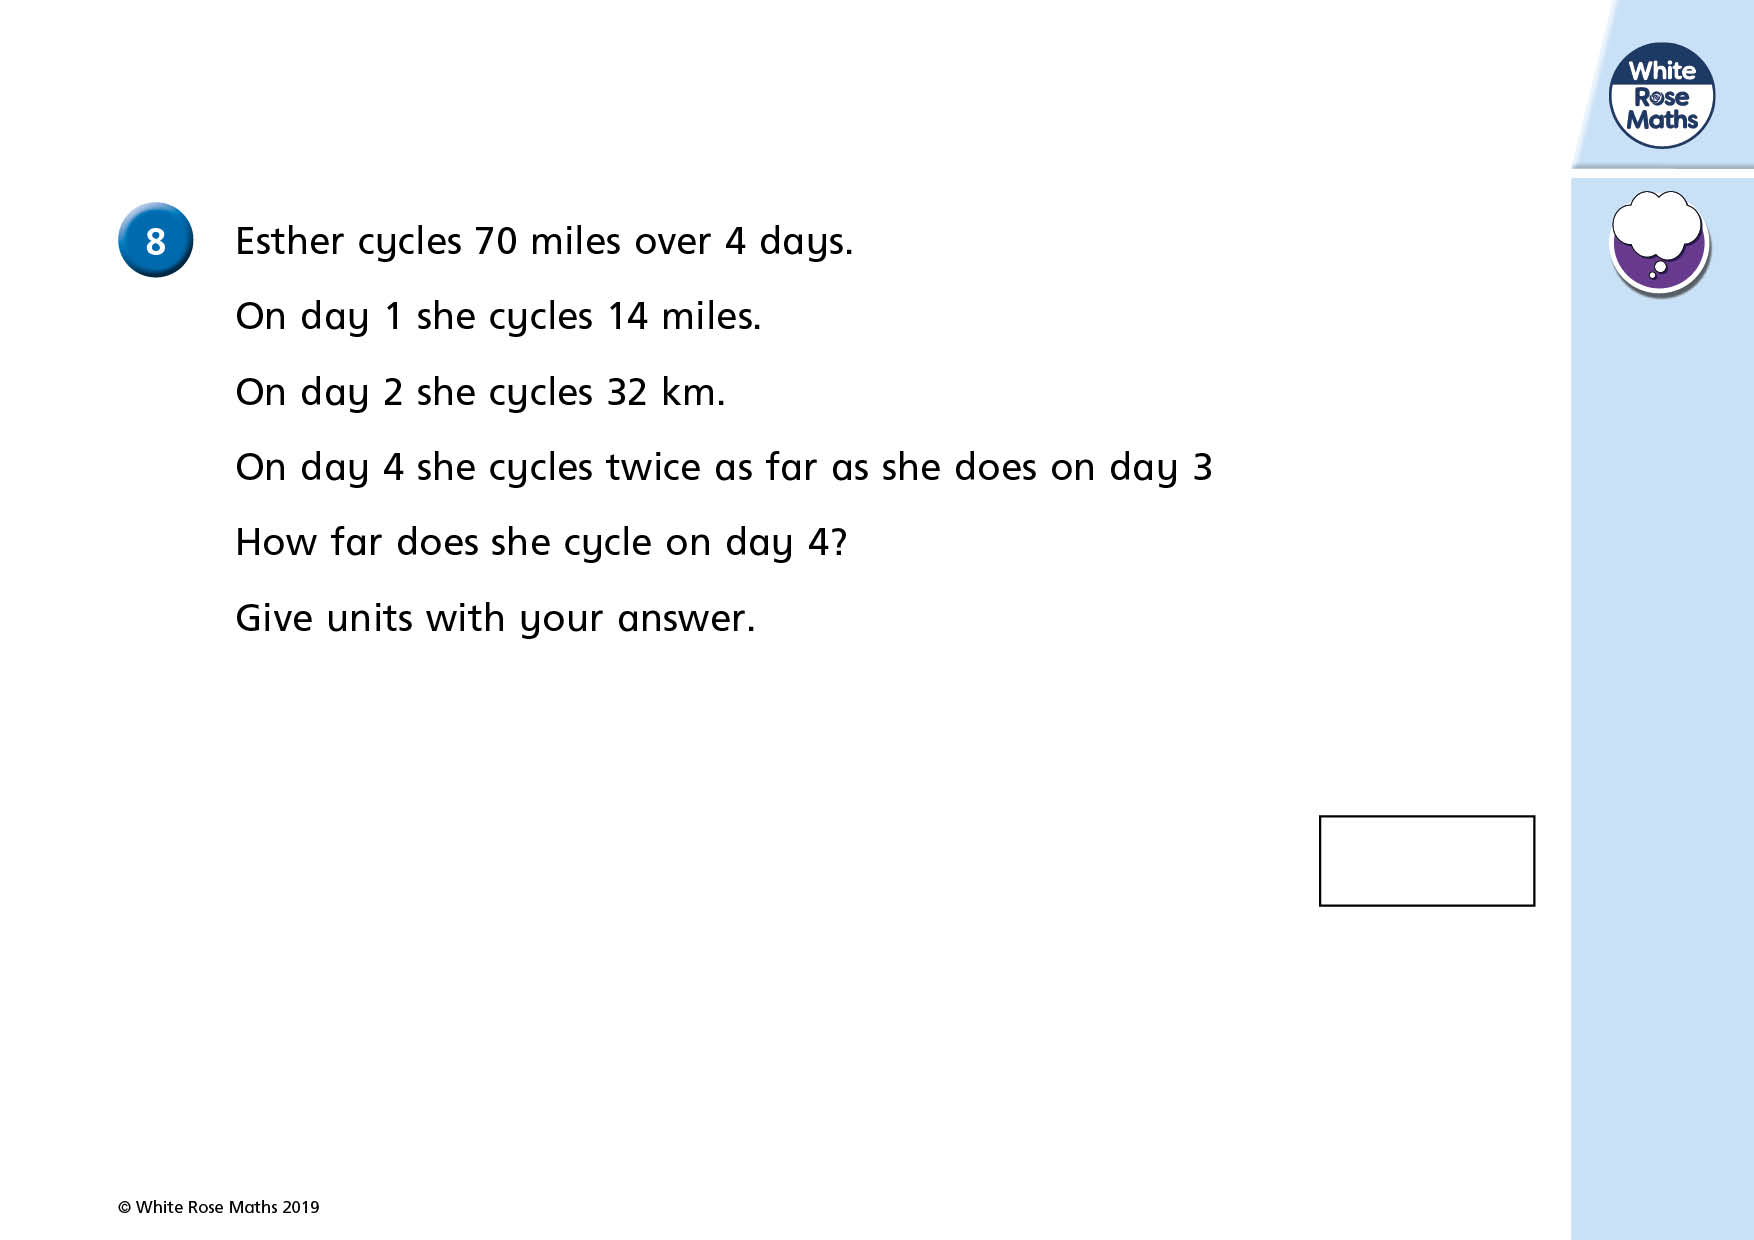 White
Rose
Maths
8 Esther cycles 70 miles over 4 days.
On day 1 she cycles 14 miles.
On day 2 she cycles 32 km.
On day 4 she cycles twice as far as she does on day 3
How far does she cycle on day 4?
Give units with your answer.
© White Rose Maths 2019